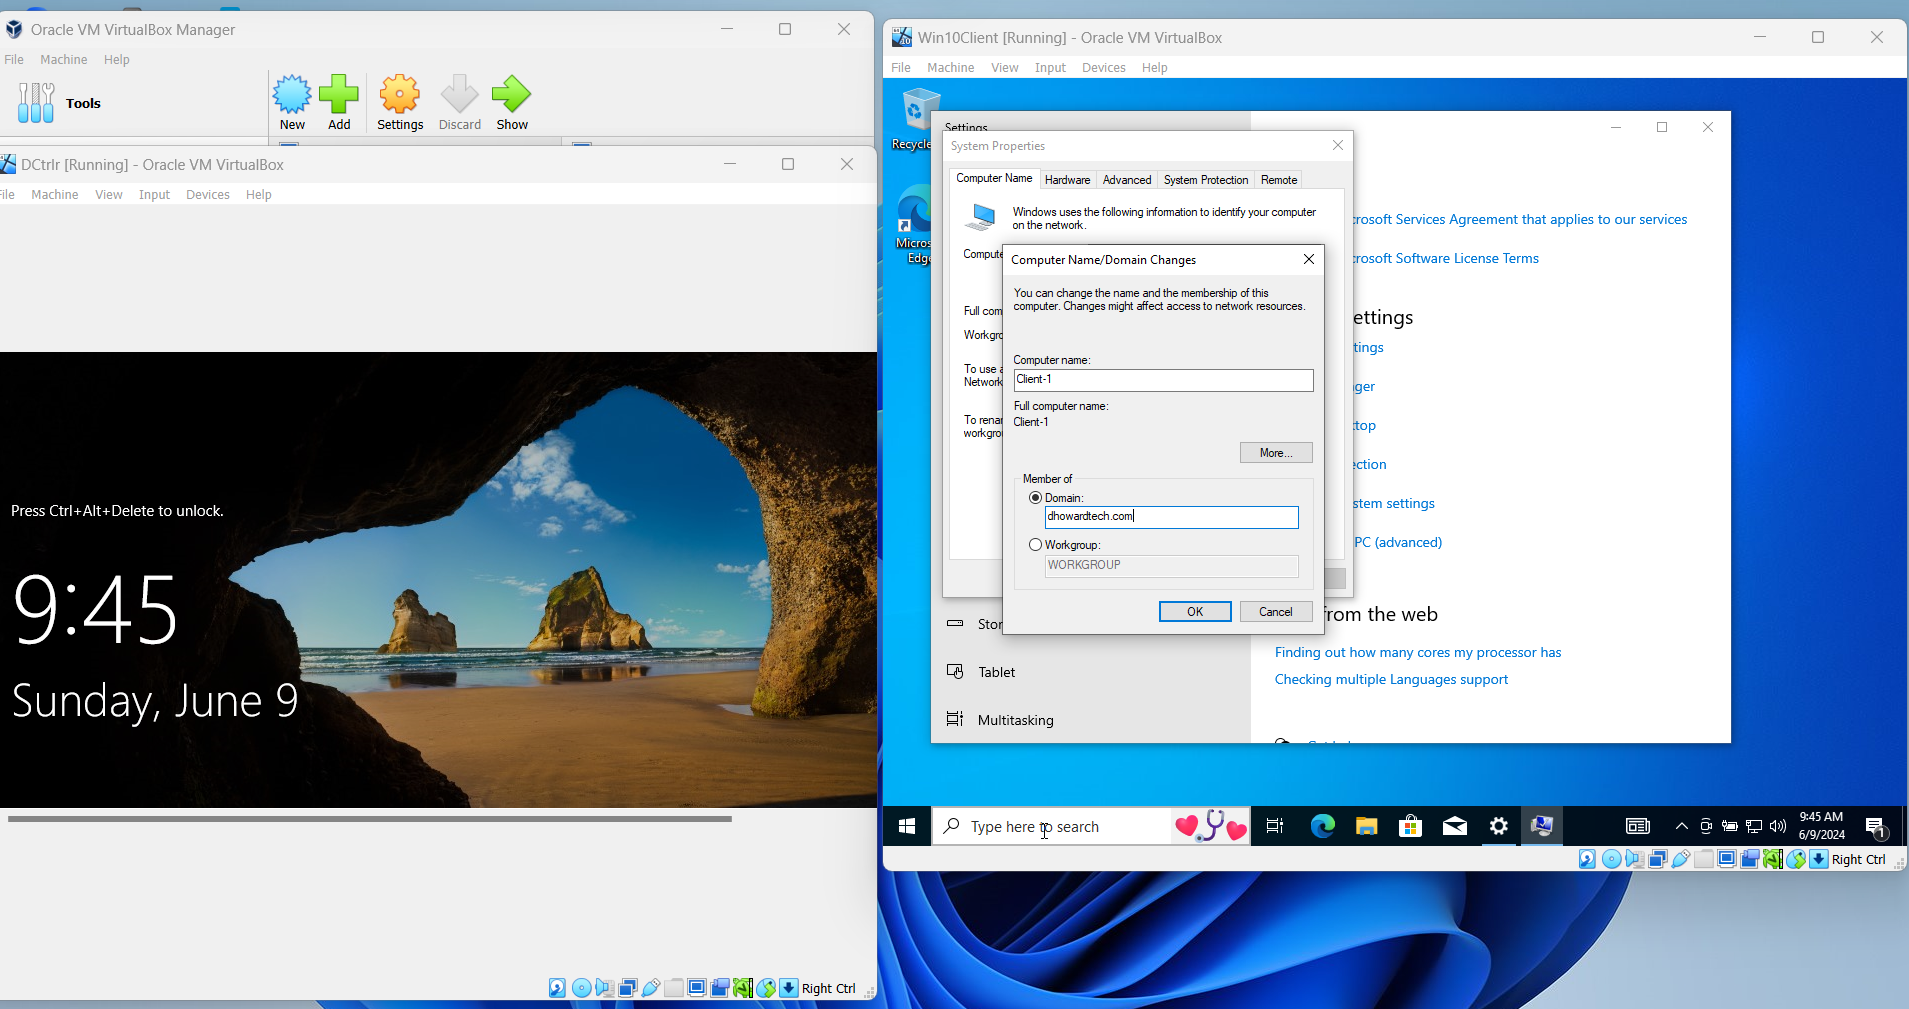 Oracle VM VirtualBox Manager
File Machine Help
Tools
New Add Settings Discard Show
DCtrlr [Running] - Oracle VM VirtualBox
File Machine View Input Devices Help
Press Ctrl+Alt+Delete to unlock.
9:45
Sunday, June 9
Right Ctrl
Win10Client [Running] - Oracle VM VirtualBox
File Machine View Input Devices Help
Recycle
Micros
Edge
Settings
System Properties
Computer Name Hardware Advanced System Protection Remote
Windows uses the following information to identify your computer
on the network.
Compute
Full com
Workgro
To use a
Network
To rena
workgro
Computer Name/Domain Changes
You can change the name and the membership of this
computer. Changes might affect access to network resources.
Computer name:
Client-1
Full computer name:
Client-1
More...
Member of
Domain:
dhowardtech.com
Workgroup:
WORKGROUP
OK Cancel
Stor
Tablet
Multitasking
crosoft Services Agreement that applies to our services
crosoft Software License Terms
ettings
tings
ger
top
ection
stem settings
PC (advanced)
from the web
Finding out how many cores my processor has
Checking multiple Languages support
Type here to search
9:45 AM
6/9/2024
1
Right Ctrl